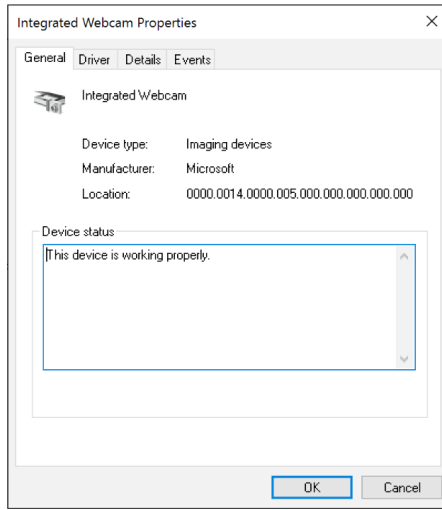 Integrated Webcam Properties
General Driver Details Events
Integrated Webcam
Device type: Imaging devices
Manufacturer: Microsoft
Location: 0000.0014.0000.005.000.000.000.000.000
Device status
This device is working properly.
OK Cancel